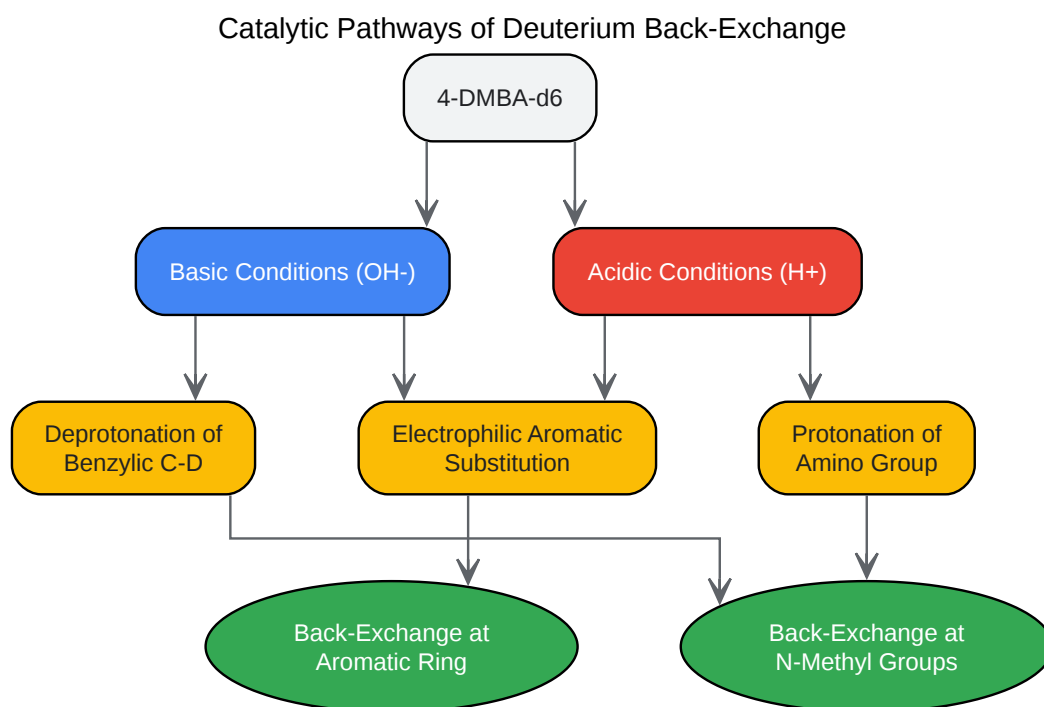 Catalytic Pathways of Deuterium Back-Exchange
4-DMBA-d6
Basic Conditions (OH-)
Acidic Conditions (H+)
Deprotonation of
Benzylic C-D
Electrophilic Aromatic
Substitution
Protonation of
Amino Group
Back-Exchange at
Aromatic Ring
Back-Exchange at
N-Methyl Groups